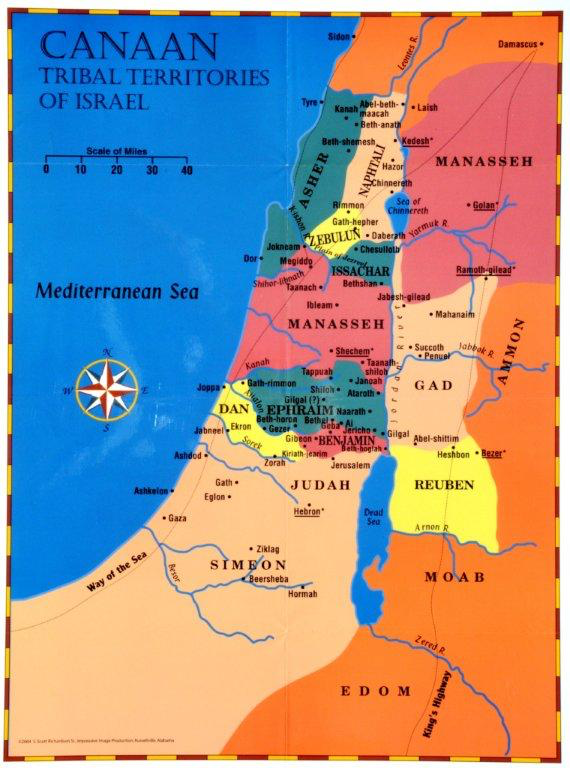 CANAAN
TRIBAL TERRITORIES
OF ISRAEL
Scale of Miles
0 10 20 30 40
Sidon
Leontes R.
Damascus
Tyre
Kanah
Abel-beth-
maacah
Laish
Beth-anath
Beth-shemesh
Kedesh*
ASHER
NAPHTALI
Hazor
MANASSEH
Chinnereth
Sea of
Chinnereth
Golan*
Rimmon
Gath-hepher
Kishon R.
ZEBULUN
Daberath
Yarmuk R.
Jokneam
Plain of Jezreel
Chesulloth
Dor
Megiddo
ISSACHAR
Ramoth-gilead*
Shihor-libnath
Taanach
Bethshan
Mediterranean Sea
Jabesh-gilead
Ibleam
Mahanaim
MANASSEH
Jordan River
AMMON
Shechem*
Succoth
Penuel
Jabbok R.
N
W
E
S
Kanah
Taanath-
shiloh
Tappuah
Joppa
Gath-rimmon
Janoah
GAD
Shiloh
Ataroth
Aijalon
Gilgal (?)
DAN
EPHRAIM
Naarath
Beth-horon
Bethel
Ai
Jabneel
Ekron
Gezer
Geba
Jericho
Gilgal
Gibeon
BENJAMIN
Abel-shittim
Sorek
Kiriath-jearim
Beth-hoglah
Heshbon
Bezer*
Ashdod
Zorah
Jerusalem
Gath
JUDAH
REUBEN
Ashkelon
Eglon
Hebron*
Dead
Sea
Gaza
Arnon R.
Ziklag
Way of the Sea
SIMEON
Besor
Beersheba
MOAB
Hormah
Zered R.
EDOM
King's Highway